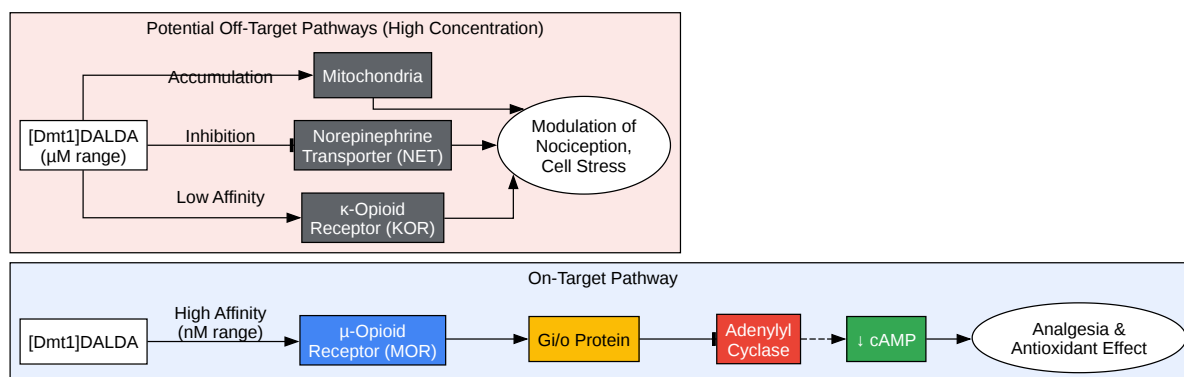 Potential Off-Target Pathways (High Concentration)
Accumulation
Mitochondria
[Dmt1]DALDA
(µM range)
Inhibition
Norepinephrine
Transporter (NET)
Modulation of
Nociception,
Cell Stress
Low Affinity
κ-Opioid
Receptor (KOR)
On-Target Pathway
[Dmt1]DALDA
High Affinity
(nM range)
µ-Opioid
Receptor (MOR)
Gi/o Protein
Adenylyl
Cyclase
↓ cAMP
Analgesia &
Antioxidant Effect